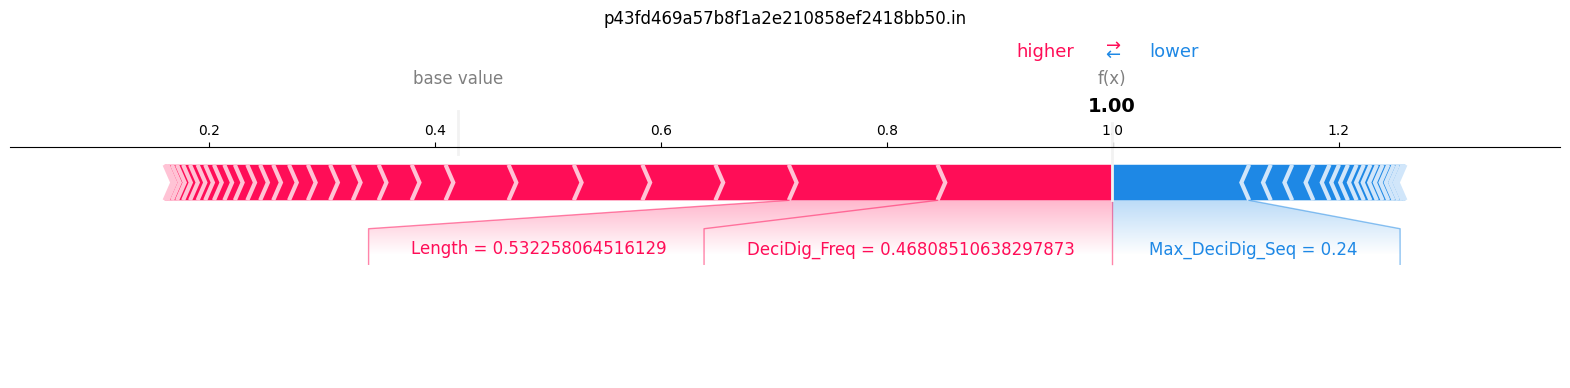 p43fd469a57b8f1a2e210858ef2418bb50.in
higher ⇄ lower
base value f(x)
1.00
0.2 0.4 0.6 0.8 1.0 1.2
Length = 0.532258064516129 DeciDig_Freq = 0.46808510638297873 Max_DeciDig_Seq = 0.24